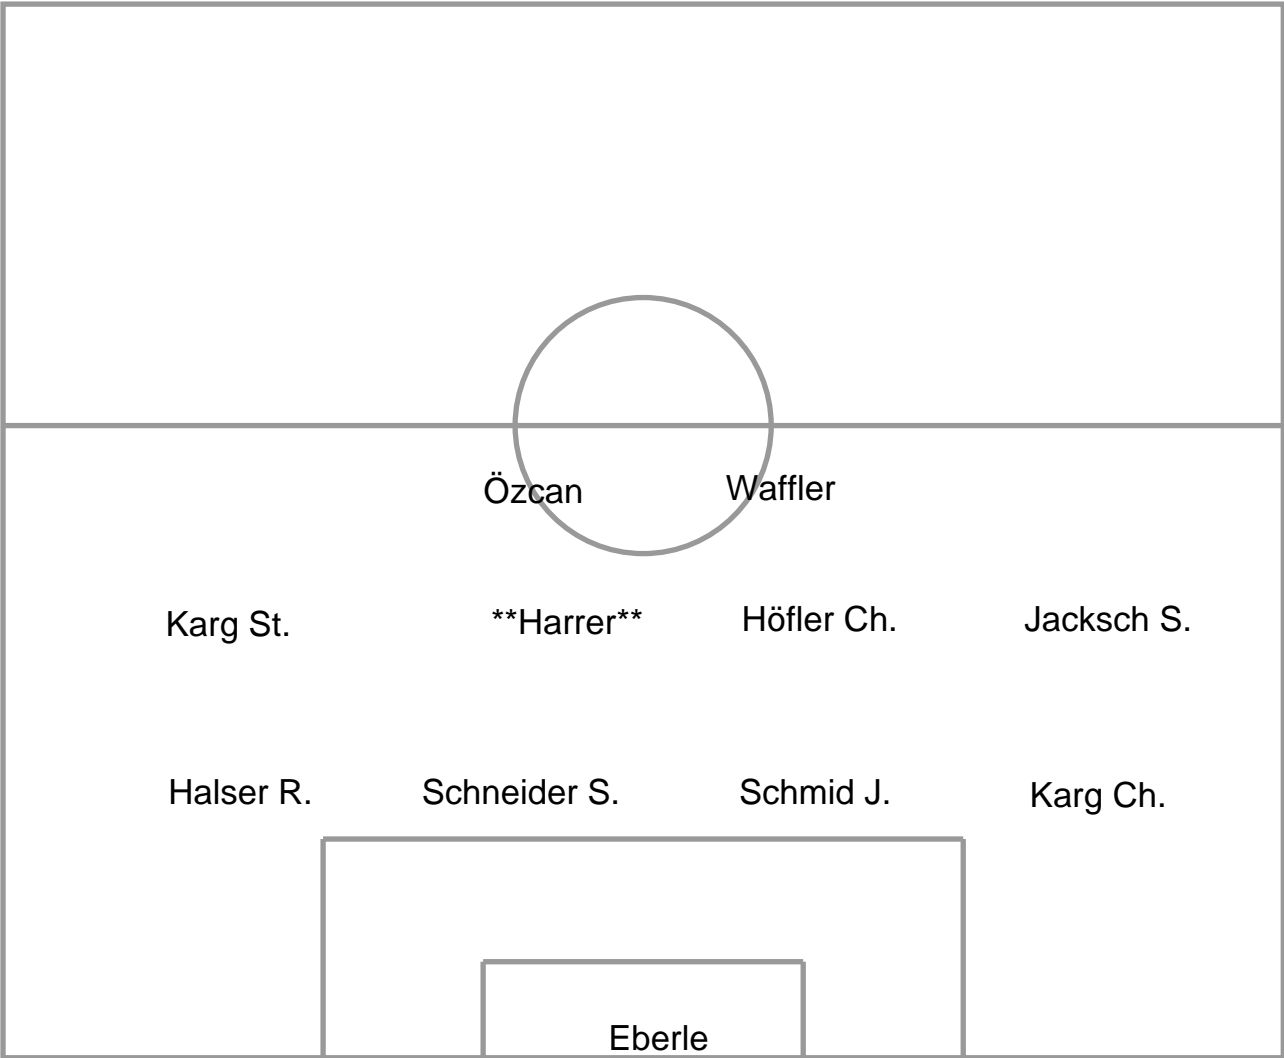 Özcan Waffler
Karg St. **Harrer** Höfler Ch. Jacksch S.
Halser R. Schneider S. Schmid J. Karg Ch.
Eberle